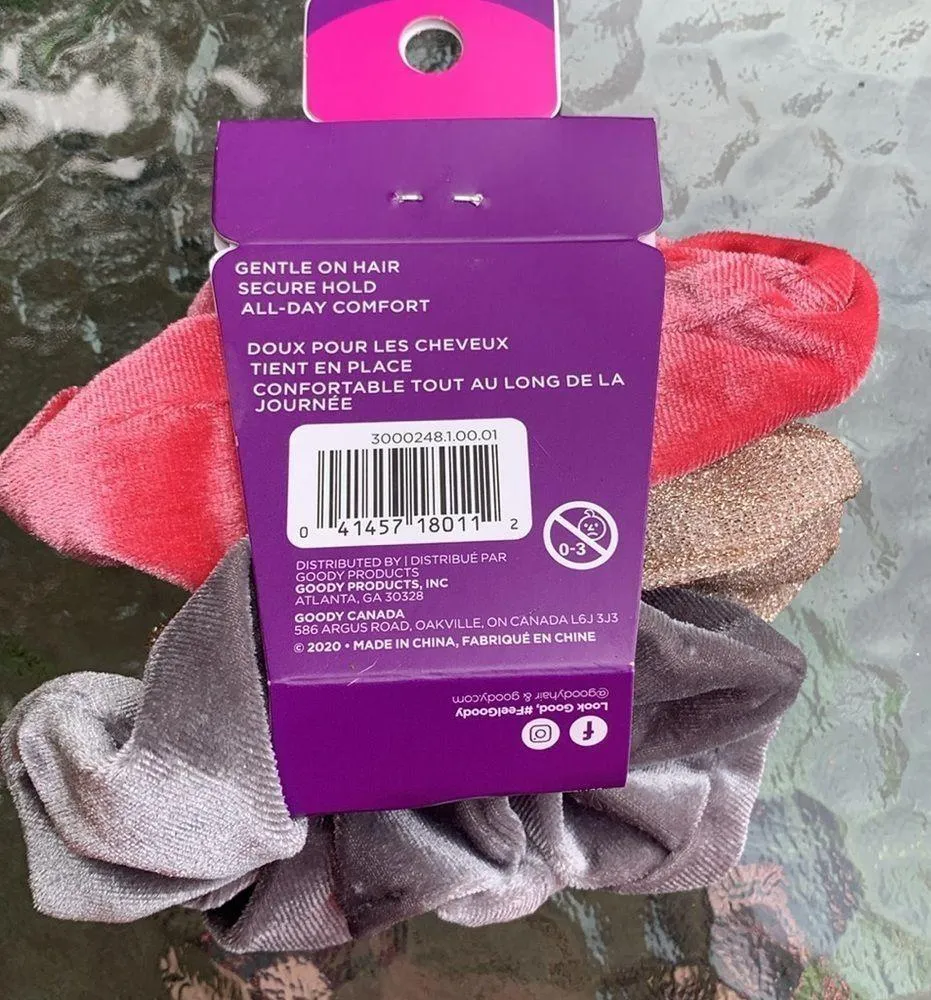 GENTLE ON HAIR
SECURE HOLD
ALL-DAY COMFORT
DOUX POUR LES CHEVEUX
TIENT EN PLACE
CONFORTABLE TOUT AU LONG DE LA
JOURNÉE
3000248.1.00.01
0 41457 18011 2
0-3
DISTRIBUTED BY | DISTRIBUÉ PAR
GOODY PRODUCTS
GOODY PRODUCTS, INC
ATLANTA, GA 30328
GOODY CANADA
586 ARGUS ROAD, OAKVILLE, ON CANADA L6J 3J3
© 2020 • MADE IN CHINA, FABRIQUÉ EN CHINE
Look Good, #FeelGoody
@goodyhair & goody.com